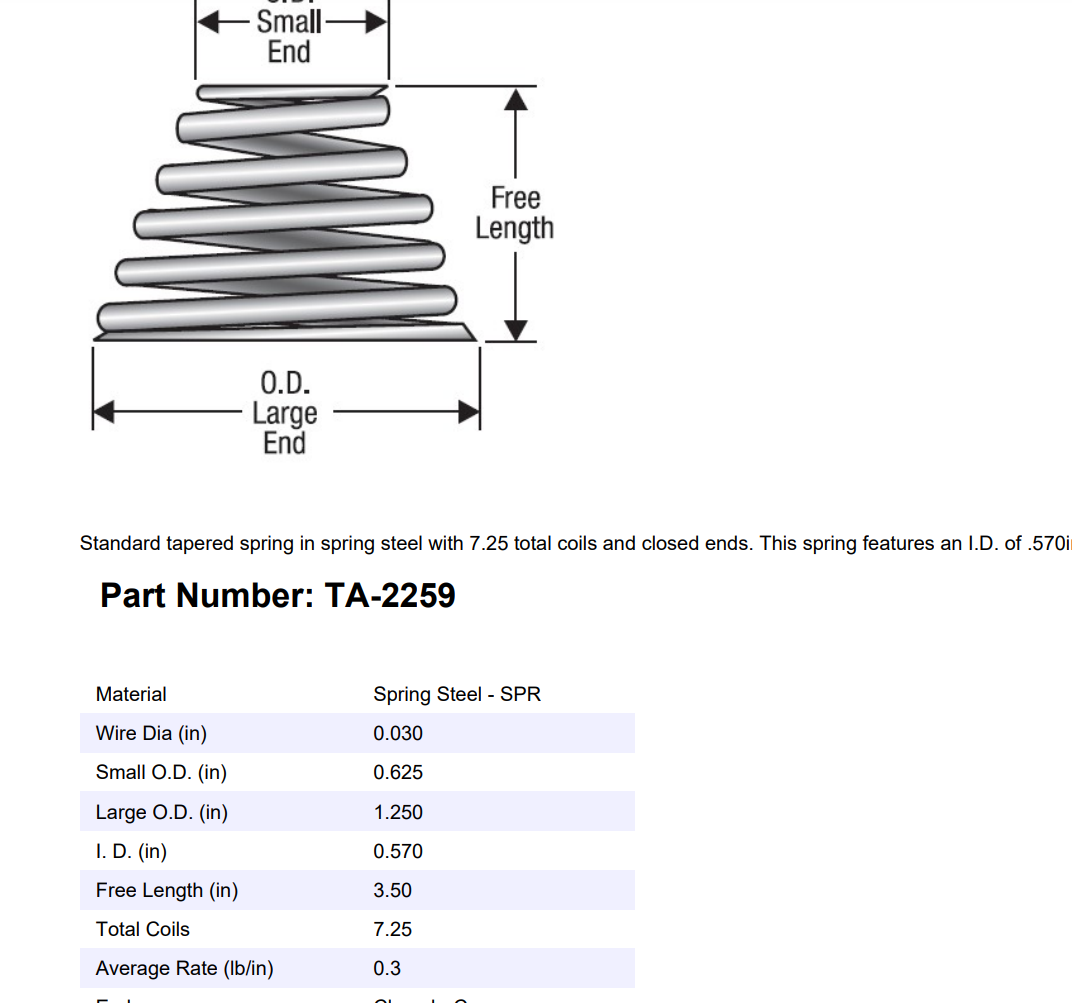 Small
End
Free
Length
O.D.
Large
End
Standard tapered spring in spring steel with 7.25 total coils and closed ends. This spring features an I.D. of .570i
Part Number: TA-2259
Material Spring Steel - SPR
Wire Dia (in) 0.030
Small O.D. (in) 0.625
Large O.D. (in) 1.250
I. D. (in) 0.570
Free Length (in) 3.50
Total Coils 7.25
Average Rate (lb/in) 0.3